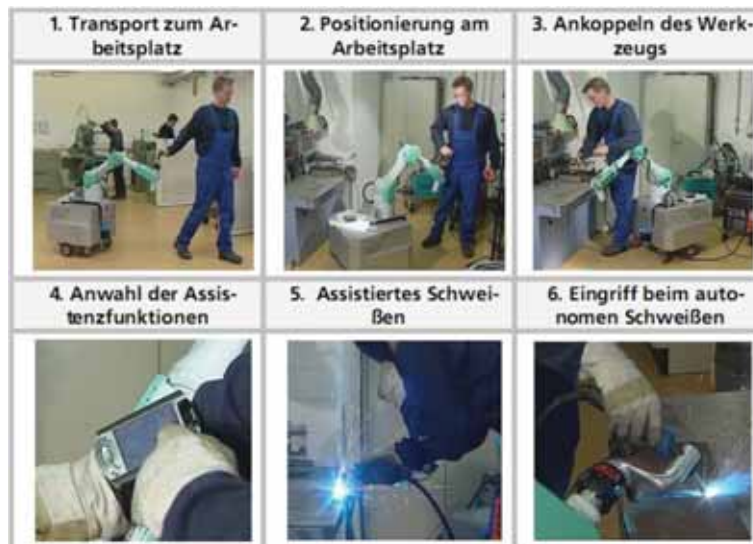 1. Transport zum Ar-
beitsplatz
2. Positionierung am
Arbeitsplatz
3. Ankoppeln des Werk-
zeugs
4. Anwahl der Assis-
tenzfunktionen
5. Assistiertes Schwei-
ßen
6. Eingriff beim auto-
nomen Schweißen